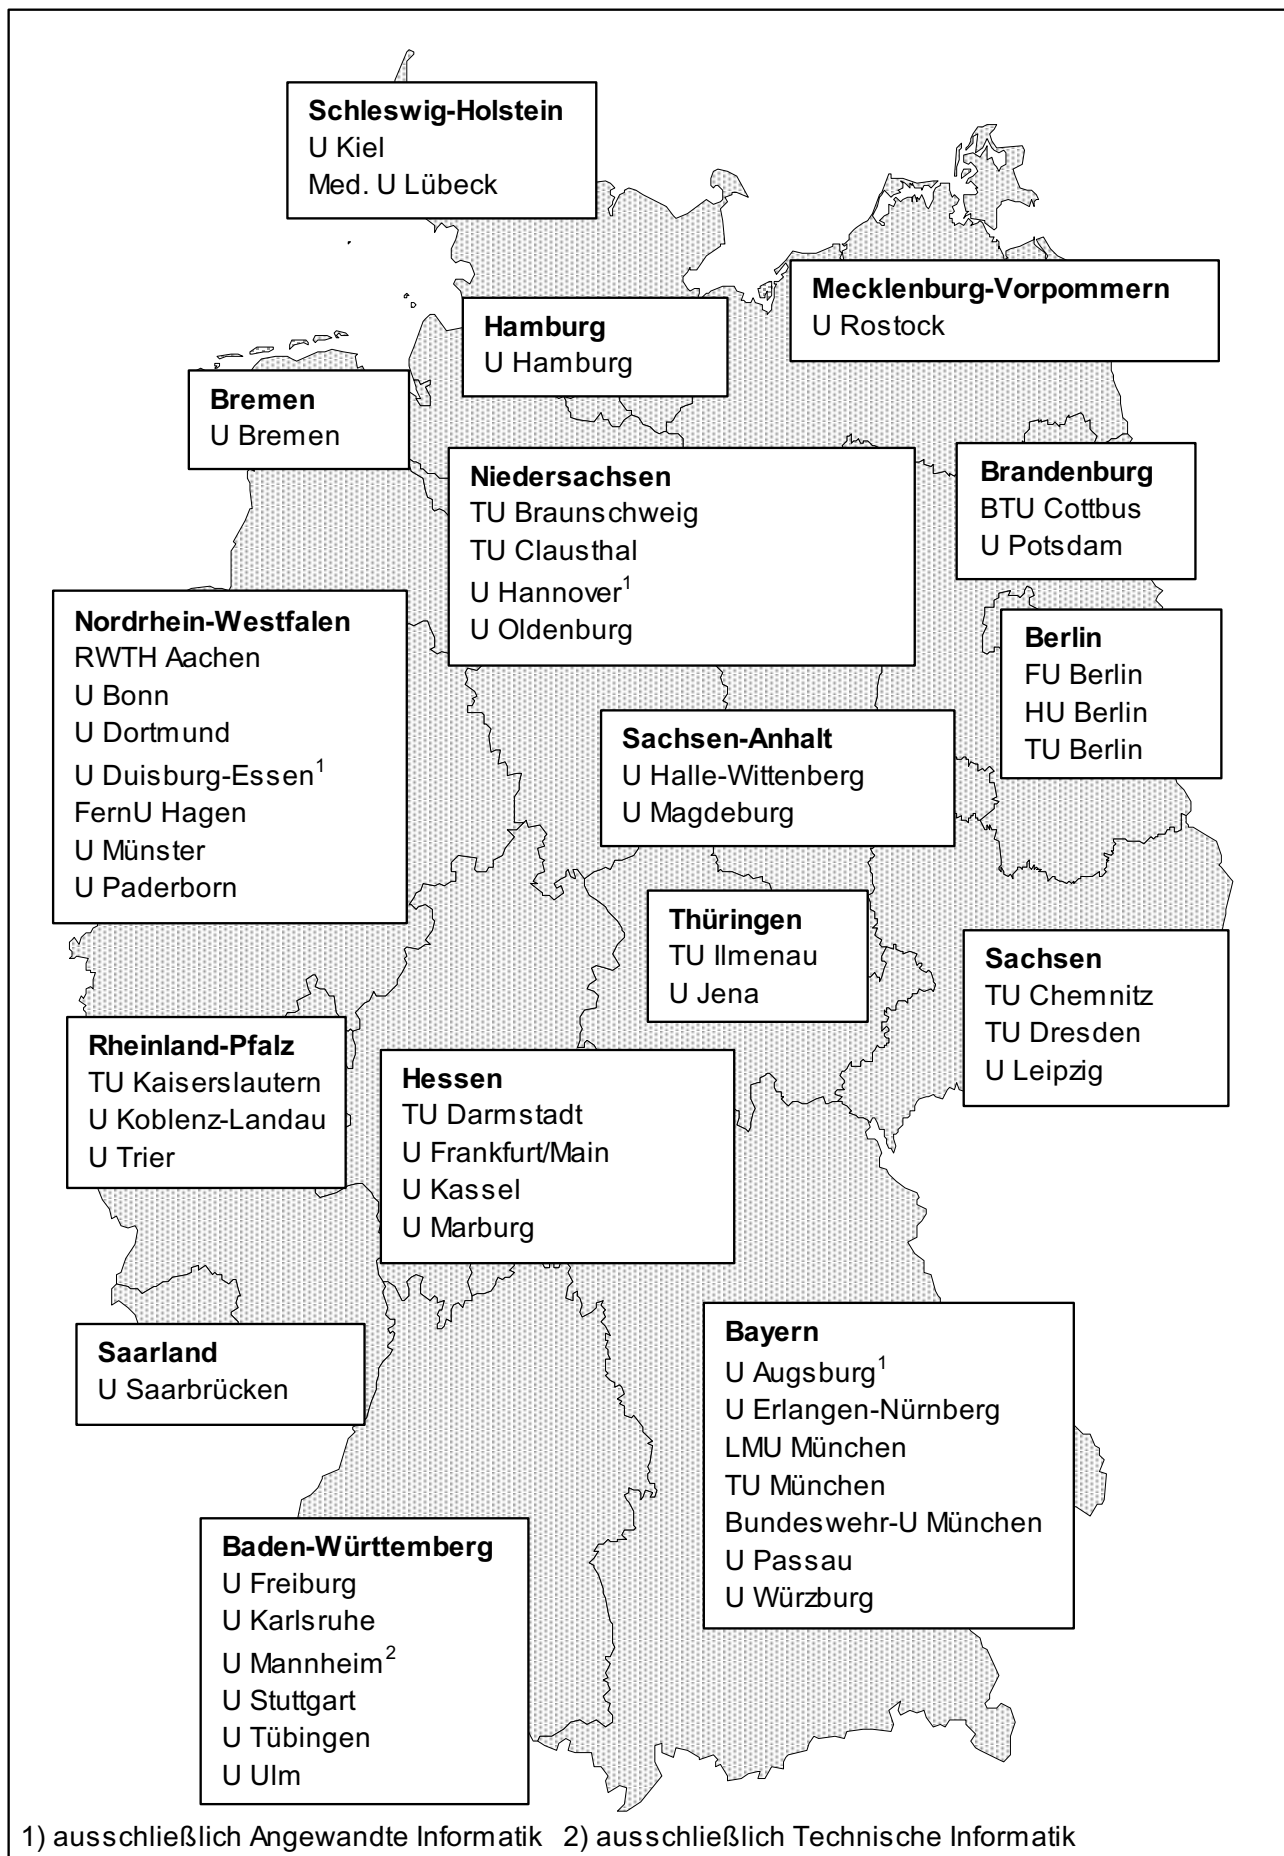 Schleswig-Holstein
U Kiel
Med. U Lübeck
Mecklenburg-Vorpommern
U Rostock
Hamburg
U Hamburg
Bremen
U Bremen
Niedersachsen
TU Braunschweig
TU Clausthal
U Hannover¹
U Oldenburg
Brandenburg
BTU Cottbus
U Potsdam
Nordrhein-Westfalen
RWTH Aachen
U Bonn
U Dortmund
U Duisburg-Essen¹
FernU Hagen
U Münster
U Paderborn
Berlin
FU Berlin
HU Berlin
TU Berlin
Sachsen-Anhalt
U Halle-Wittenberg
U Magdeburg
Thüringen
TU Ilmenau
U Jena
Sachsen
TU Chemnitz
TU Dresden
U Leipzig
Rheinland-Pfalz
TU Kaiserslautern
U Koblenz-Landau
U Trier
Hessen
TU Darmstadt
U Frankfurt/Main
U Kassel
U Marburg
Saarland
U Saarbrücken
Bayern
U Augsburg¹
U Erlangen-Nürnberg
LMU München
TU München
Bundeswehr-U München
U Passau
U Würzburg
Baden-Württemberg
U Freiburg
U Karlsruhe
U Mannheim²
U Stuttgart
U Tübingen
U Ulm
1) ausschließlich Angewandte Informatik 2) ausschließlich Technische Informatik